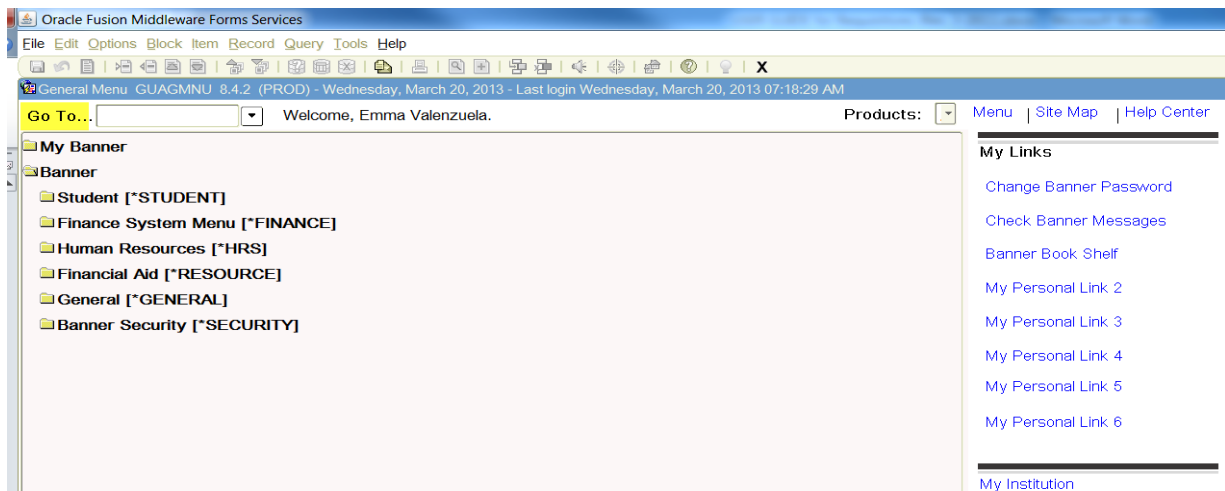 Oracle Fusion Middleware Forms Services
File Edit Options Block Item Record Query Tools Help
X
General Menu GUAGMNU 8.4.2 (PROD) - Wednesday, March 20, 2013 - Last login Wednesday, March 20, 2013 07:18:29 AM
Go To... Welcome, Emma Valenzuela. Products: Menu | Site Map | Help Center
My Banner
Banner
Student [*STUDENT]
Finance System Menu [*FINANCE]
Human Resources [*HRS]
Financial Aid [*RESOURCE]
General [*GENERAL]
Banner Security [*SECURITY]
My Links
Change Banner Password
Check Banner Messages
Banner Book Shelf
My Personal Link 2
My Personal Link 3
My Personal Link 4
My Personal Link 5
My Personal Link 6
My Institution